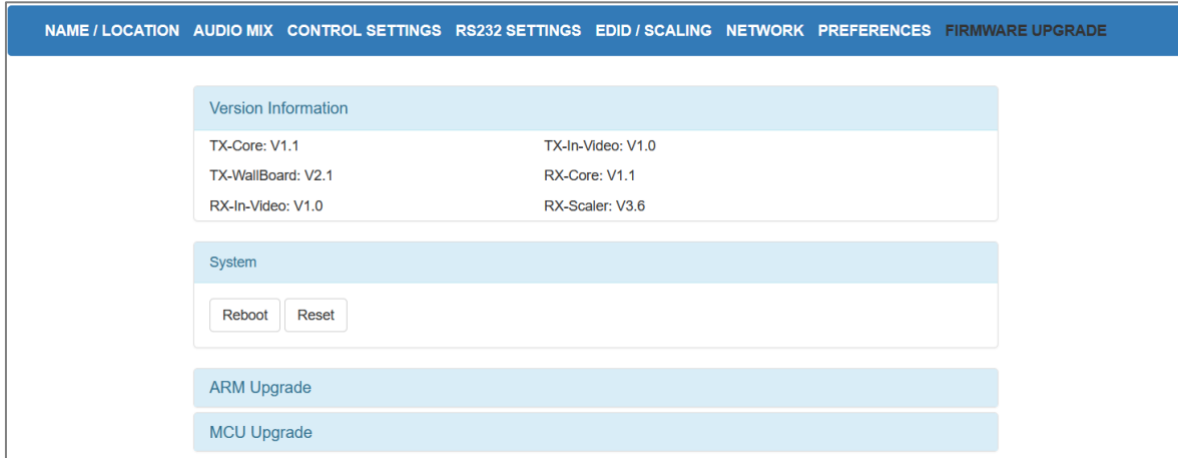 NAME / LOCATION AUDIO MIX CONTROL SETTINGS RS232 SETTINGS EDID / SCALING NETWORK PREFERENCES FIRMWARE UPGRADE
Version Information
TX-Core: V1.1 TX-In-Video: V1.0
TX-WallBoard: V2.1 RX-Core: V1.1
RX-In-Video: V1.0 RX-Scaler: V3.6
System
Reboot Reset
ARM Upgrade
MCU Upgrade